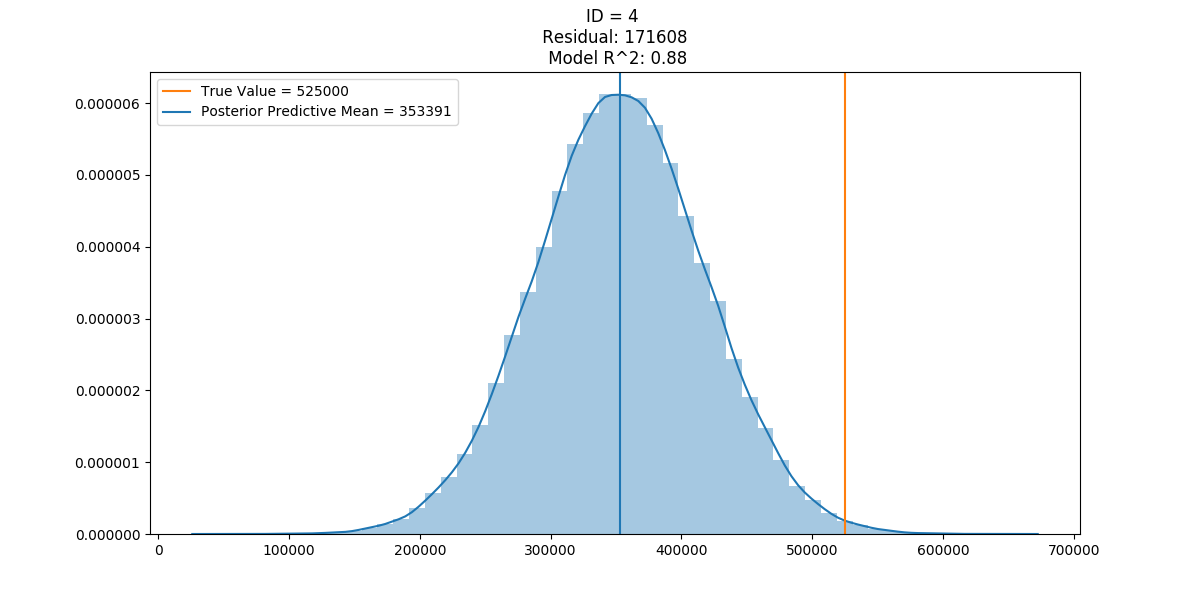 ID = 4
Residual: 171608
Model R^2: 0.88
True Value = 525000
Posterior Predictive Mean = 353391
0.000006
0.000005
0.000004
0.000003
0.000002
0.000001
0.000000
0 100000 200000 300000 400000 500000 600000 700000